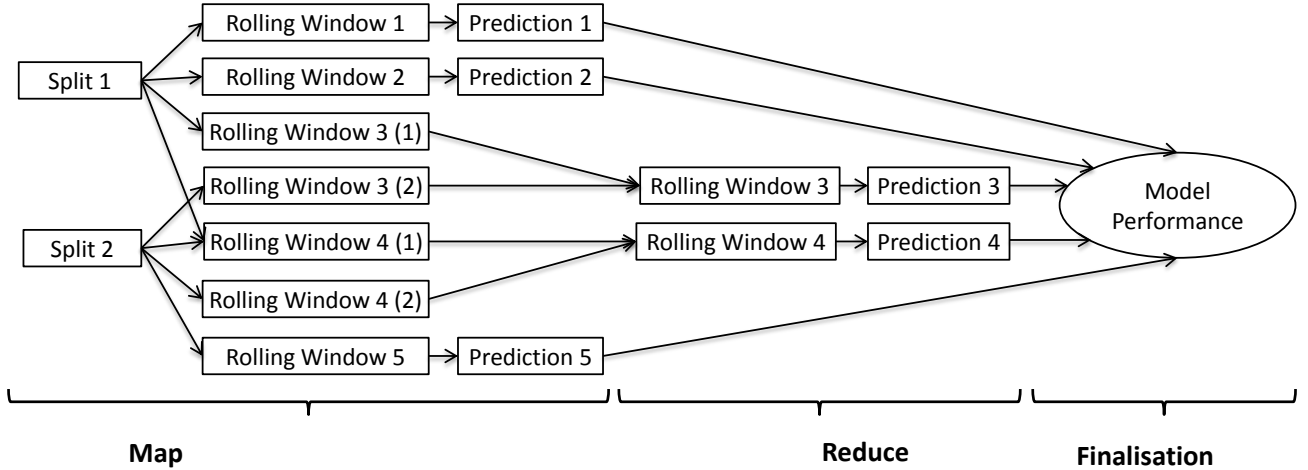 Rolling Window 1
Prediction 1
Split 1
Rolling Window 2
Prediction 2
Rolling Window 3 (1)
Rolling Window 3 (2)
Rolling Window 3
Prediction 3
Model
Performance
Split 2
Rolling Window 4 (1)
Rolling Window 4
Prediction 4
Rolling Window 4 (2)
Rolling Window 5
Prediction 5
Map
Reduce
Finalisation